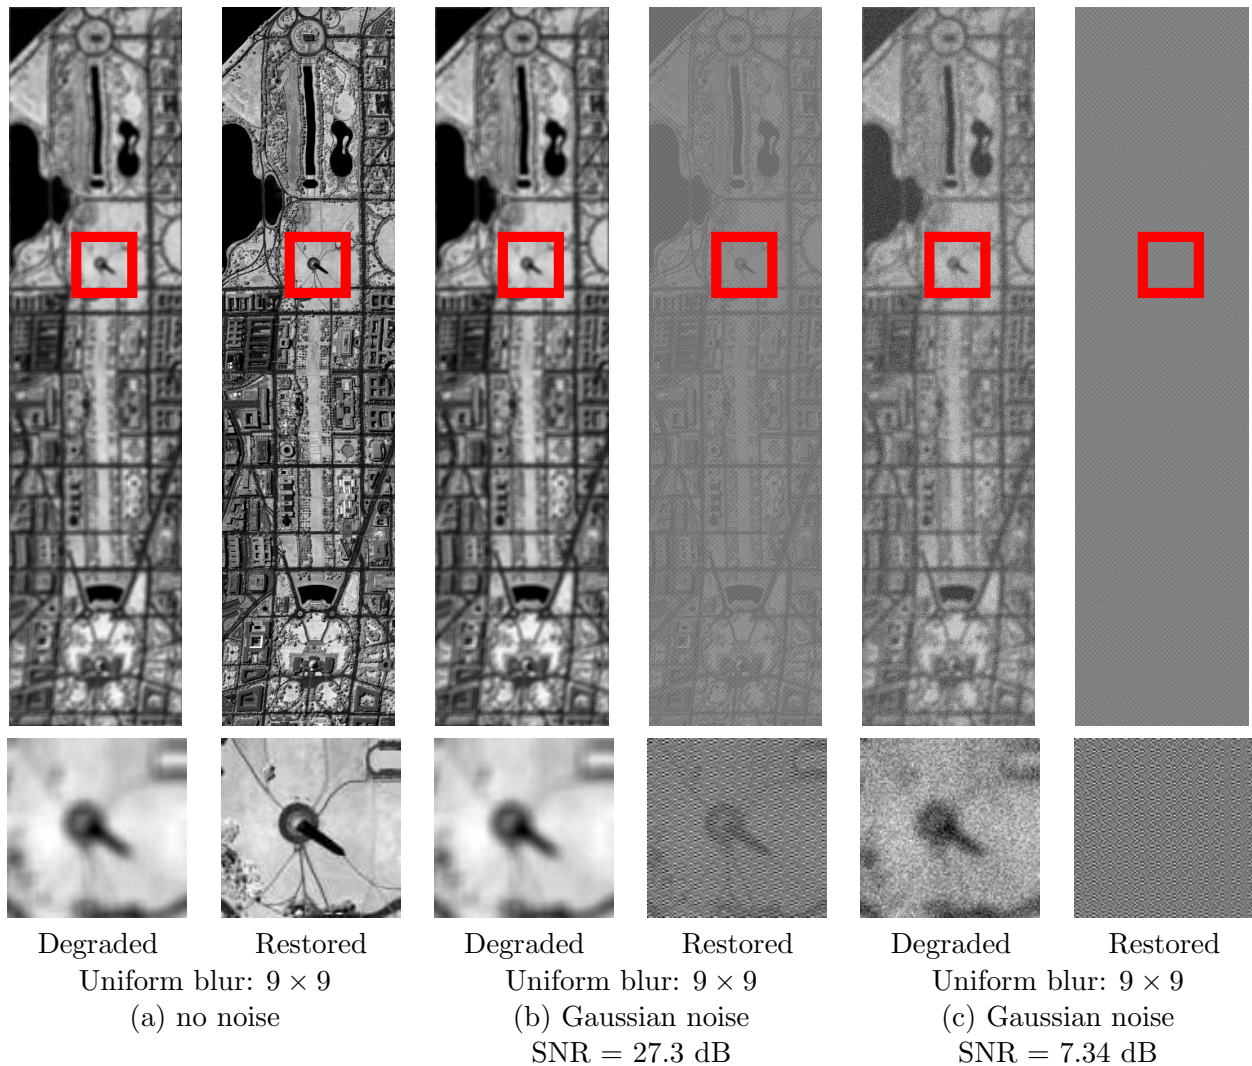 Degraded Restored Degraded Restored Degraded Restored
Uniform blur: 9 × 9 Uniform blur: 9 × 9 Uniform blur: 9 × 9
(a) no noise (b) Gaussian noise (c) Gaussian noise
SNR = 27.3 dB SNR = 7.34 dB